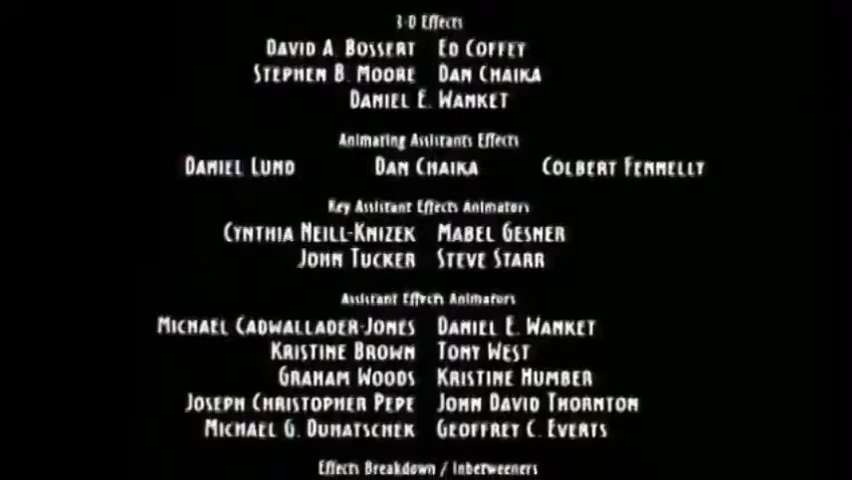 3-D Effects
David A. Bossert Ed Coffey
Stephen B. Moore Dan Chaika
Daniel E. Wanket
Animating Assistants Effects
Daniel Lund Dan Chaika Colbert Fennelly
Key Assistant Effects Animators
Cynthia Neill-Knizek Mabel Gesner
John Tucker Steve Starr
Assistant Effects Animators
Michael Cadwallader-Jones Daniel E. Wanket
Kristine Brown Tony West
Graham Woods Kristine Humber
Joseph Christopher Pepe John David Thornton
Michael G. Duhatschek Geoffrey C. Everts
Effects Breakdown / Inbetweeners